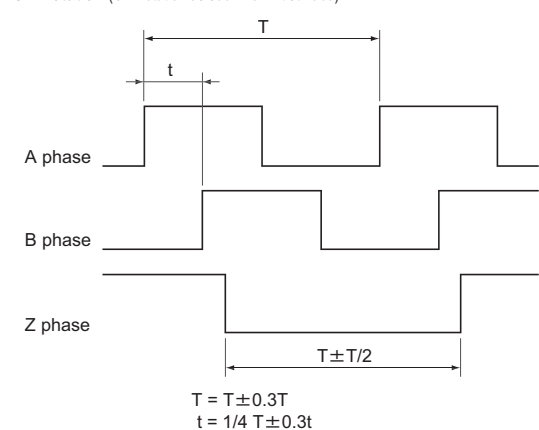 T
t
A phase
B phase
Z phase
T±T/2
T = T±0.3T
t = 1/4 T±0.3t